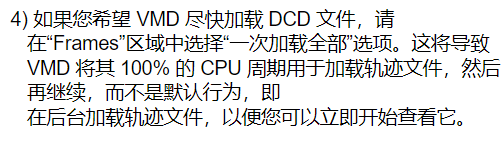 4) 如果您希望 VMD 尽快加载 DCD 文件，请
在“Frames”区域中选择“一次加载全部”选项。这将导致
VMD 将其 100% 的 CPU 周期用于加载轨迹文件，然后
再继续，而不是默认行为，即
在后台加载轨迹文件，以便您可以立即开始查看它。